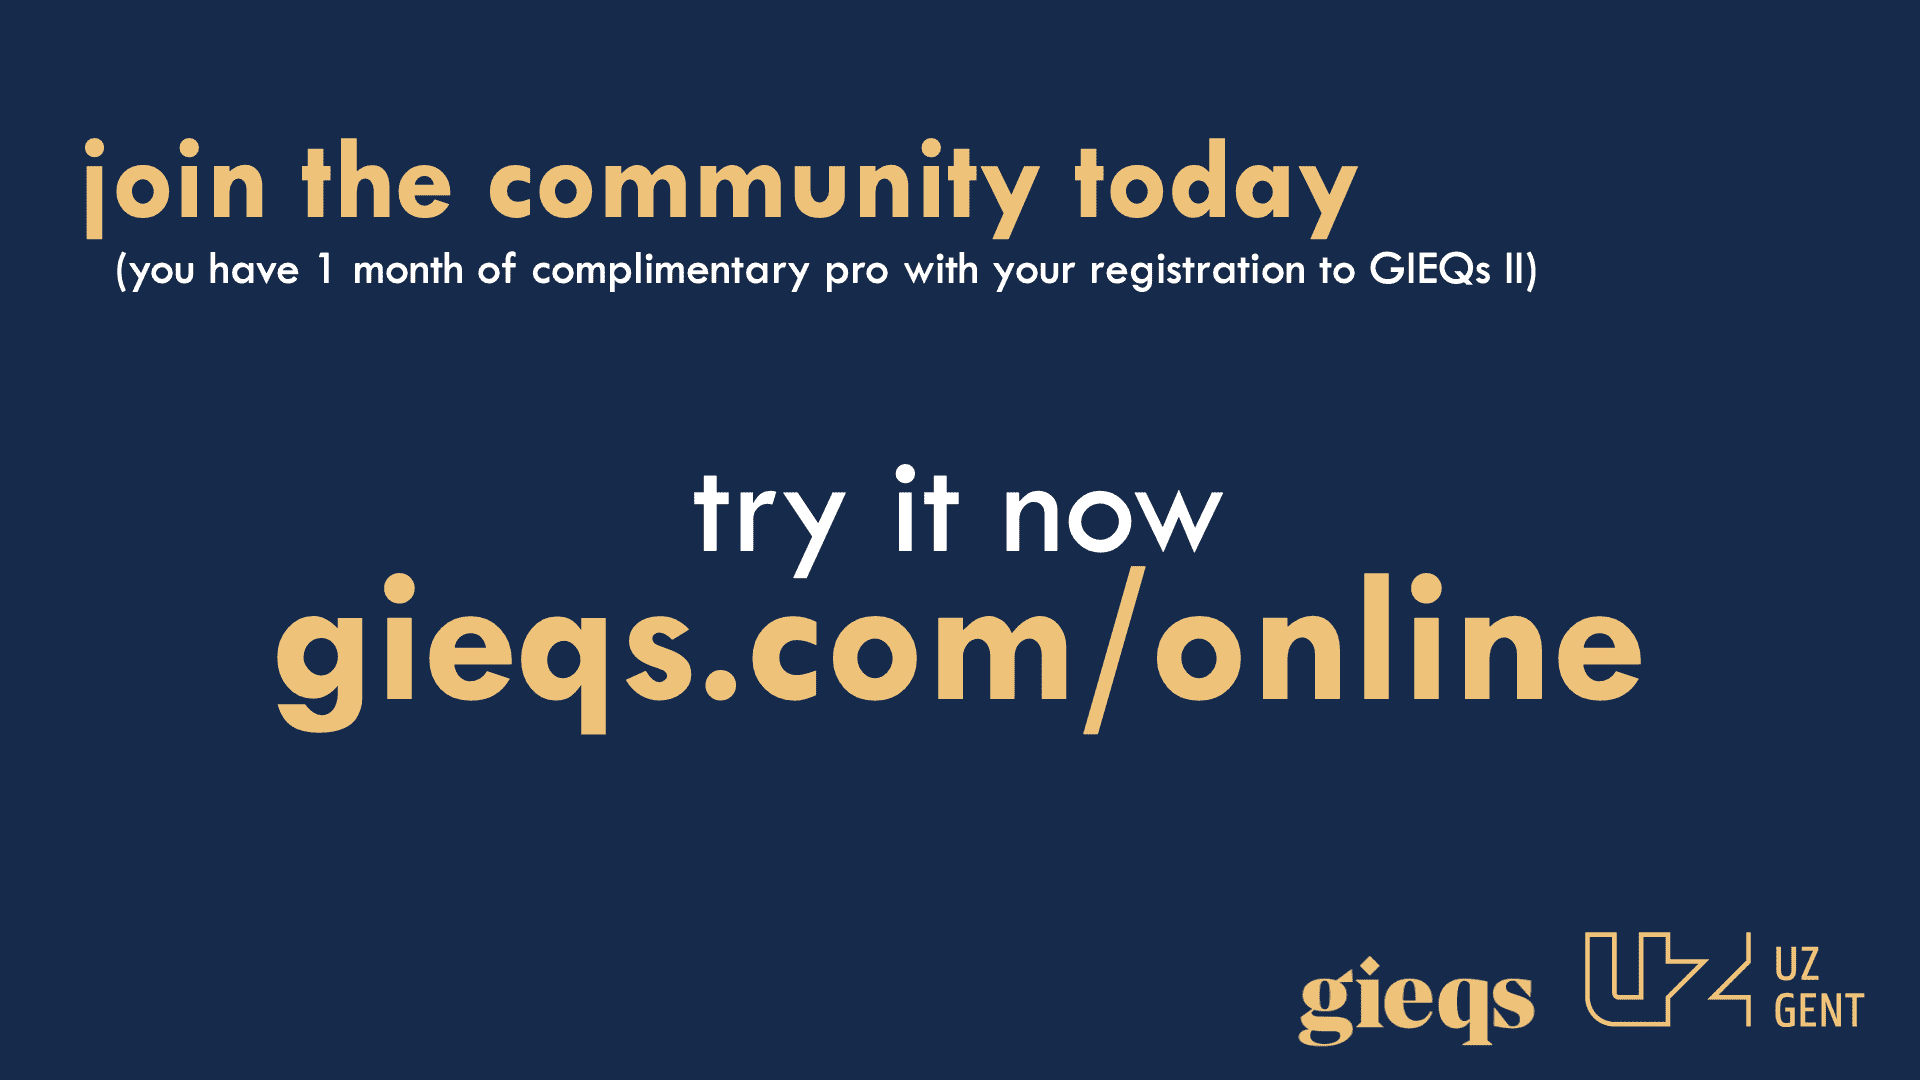 join the community today
(you have 1 month of complimentary pro with your registration to GIEQs II)
try it now
gieqs.com/online
gieqs
UZ
UZ
GENT